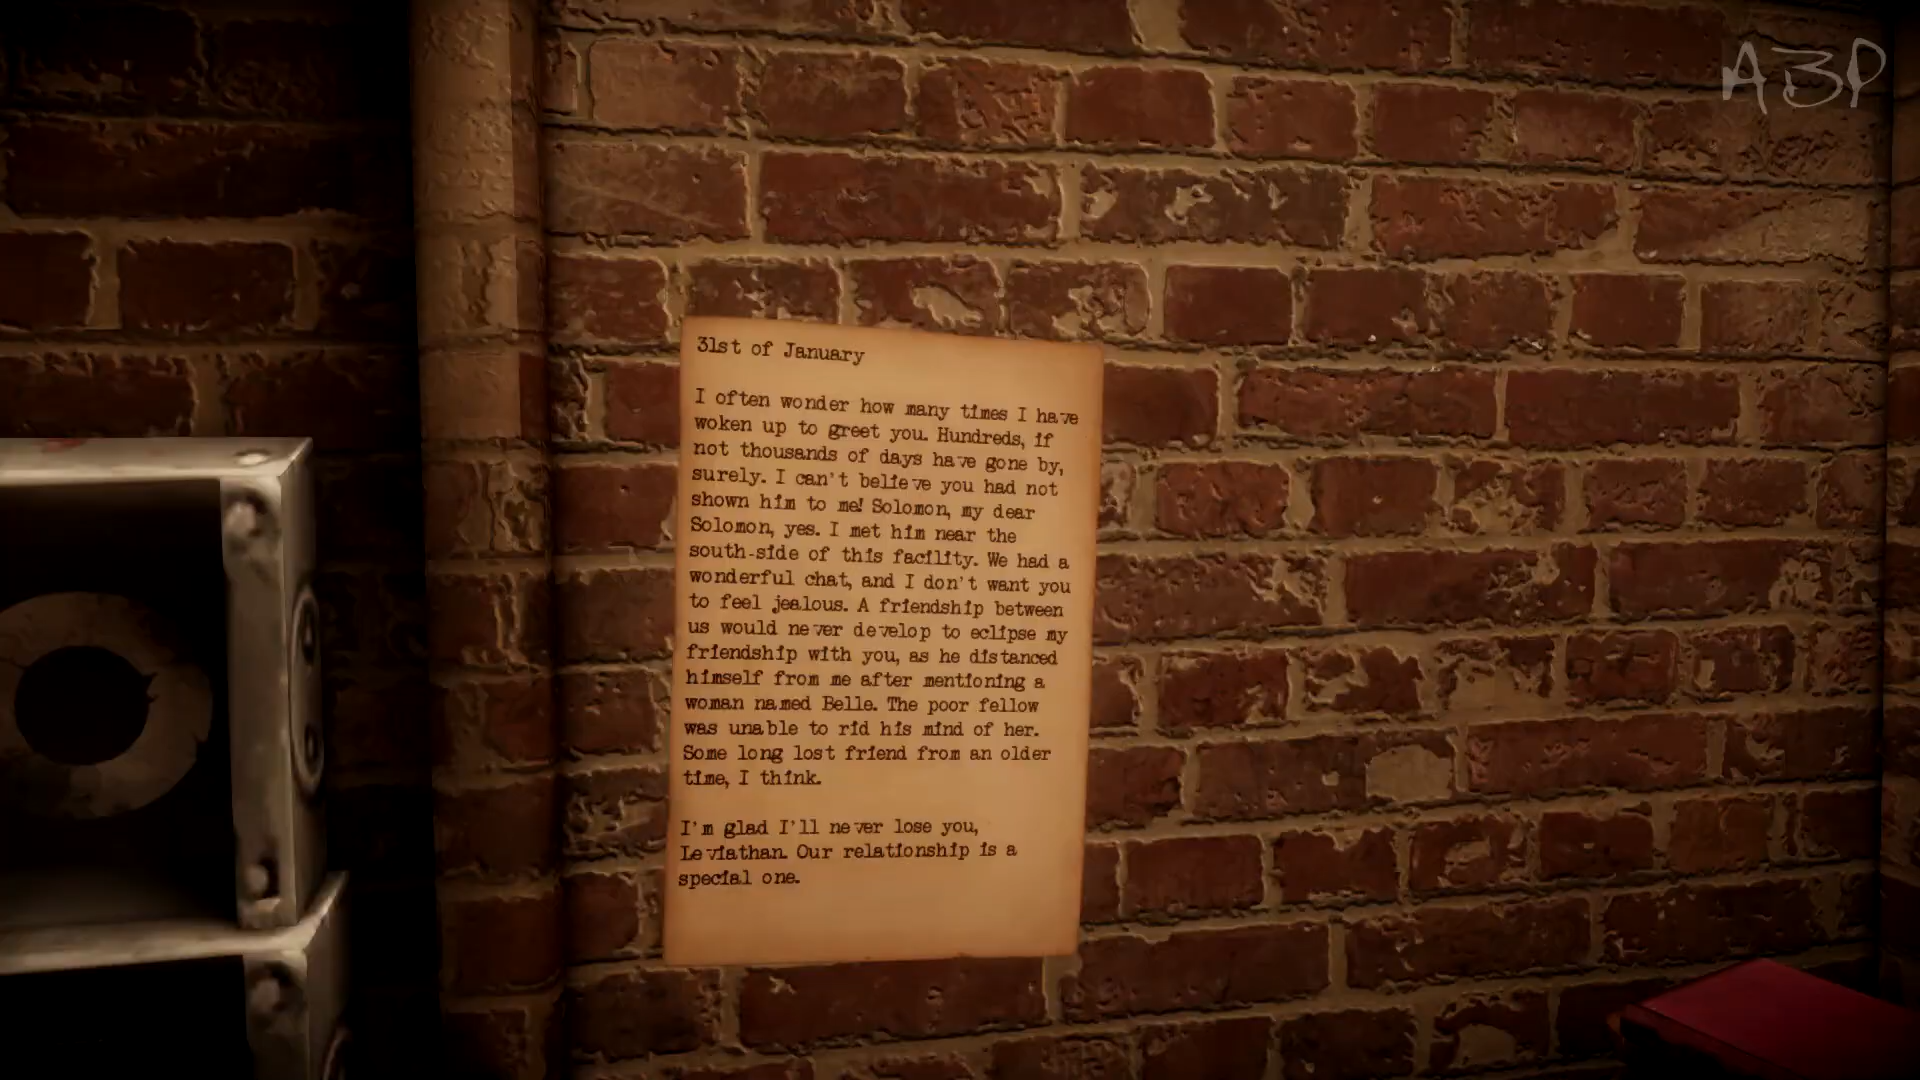 ABP
31st of January
I often wonder how many times I have
woken up to greet you. Hundreds, if
not thousands of days have gone by,
surely. I can't believe you had not
shown him to me! Solomon, my dear
Solomon, yes. I met him near the
south-side of this facility. We had a
wonderful chat, and I don't want you
to feel jealous. A friendship between
us would never develop to eclipse my
friendship with you, as he distanced
himself from me after mentioning a
woman named Belle. The poor fellow
was unable to rid his mind of her.
Some long lost friend from an older
time, I think.
I'm glad I'll never lose you,
Leviathan. Our relationship is a
special one.